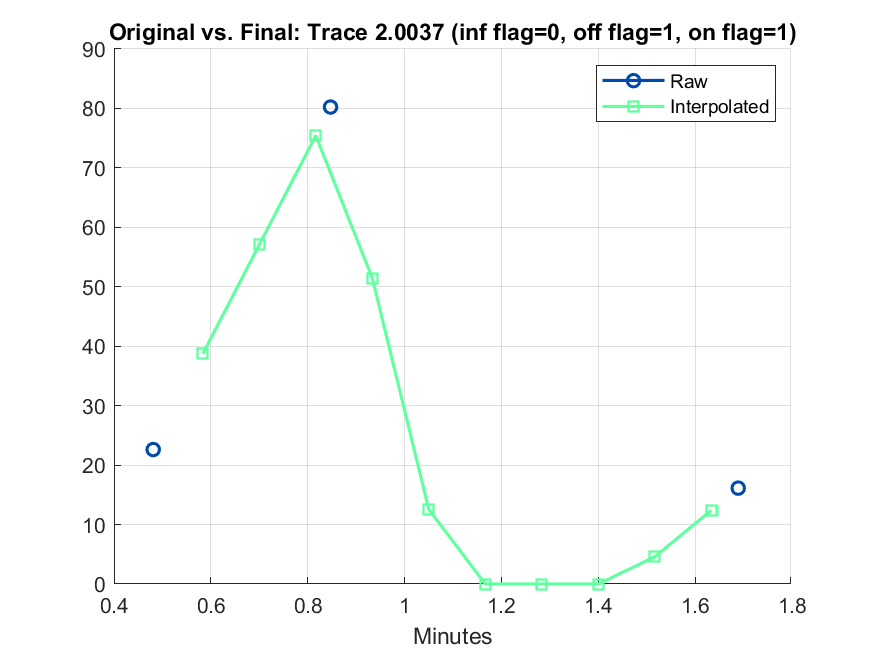 Original vs. Final: Trace 2.0037 (inf flag=0, off flag=1, on flag=1)
90
80
70
60
50
40
30
20
10
0
Raw
Interpolated
0.4 0.6 0.8 1 1.2 1.4 1.6 1.8
Minutes